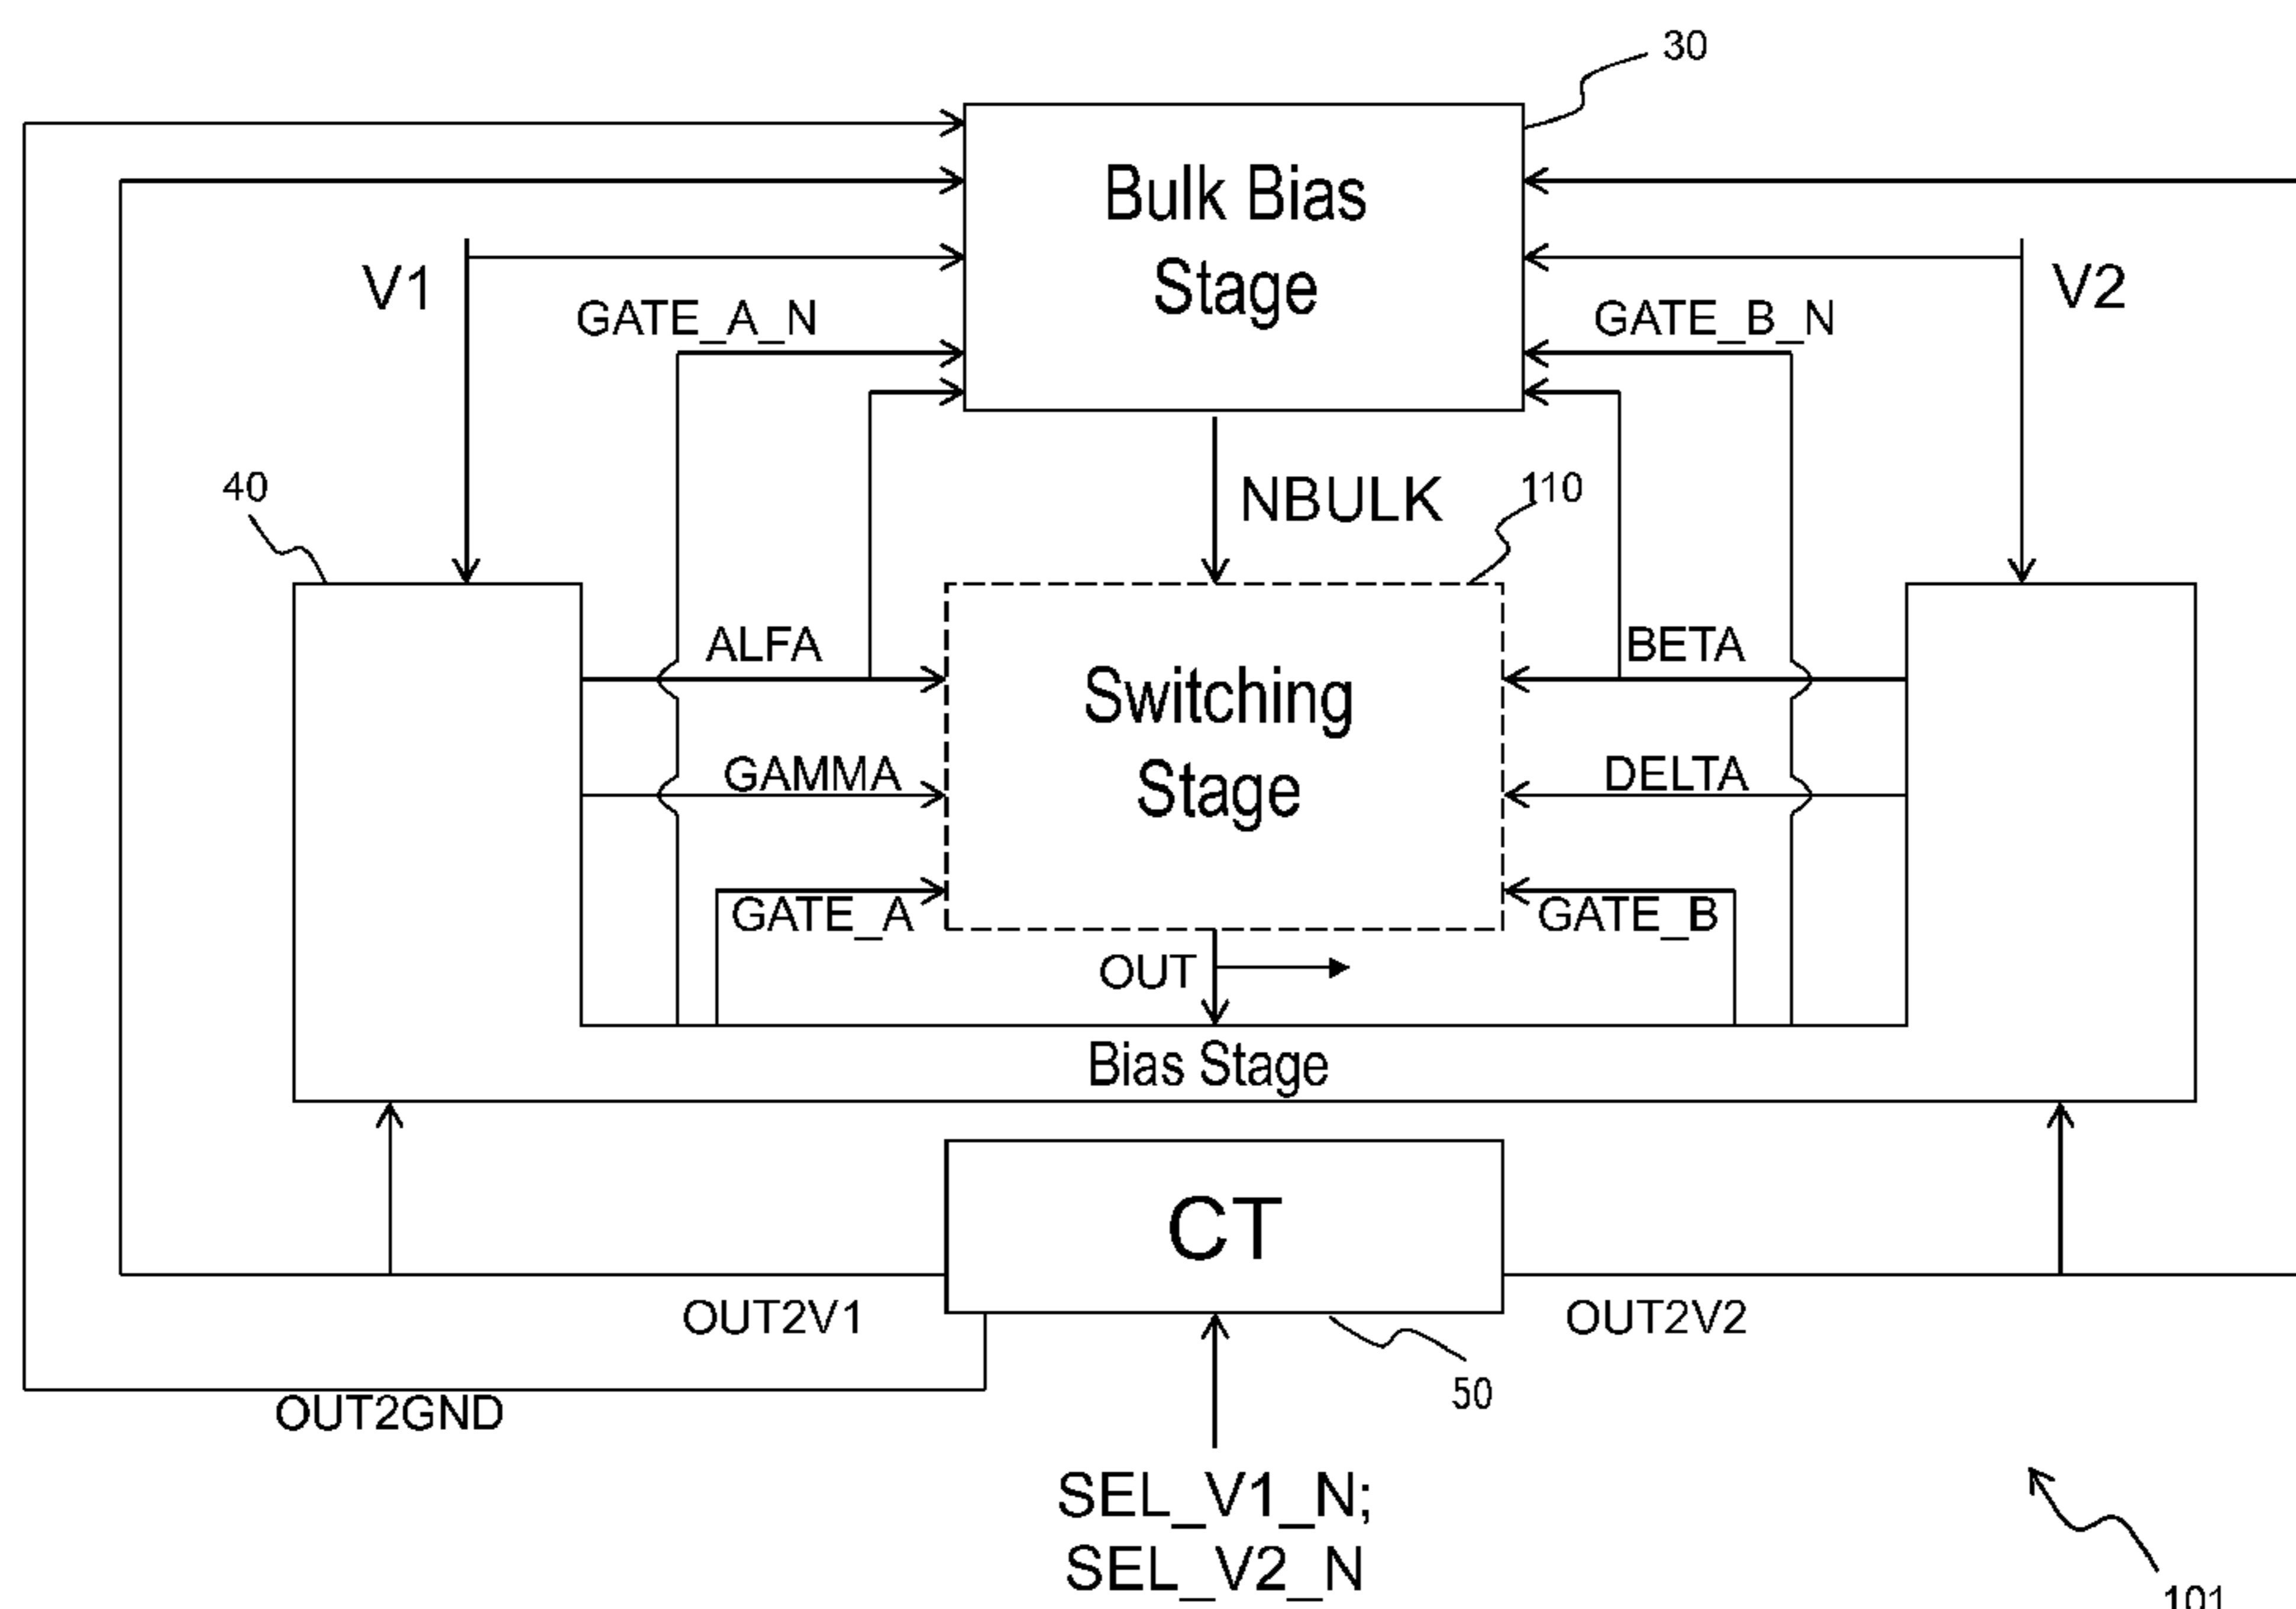 30
Bulk Bias
Stage
V1
V2
GATE_A_N
GATE_B_N
40
NBULK
110
ALFA
BETA
Switching
Stage
GAMMA
DELTA
GATE_A
GATE_B
OUT
Bias Stage
CT
OUT2V1
OUT2V2
50
OUT2GND
SEL_V1_N;
SEL_V2_N
101